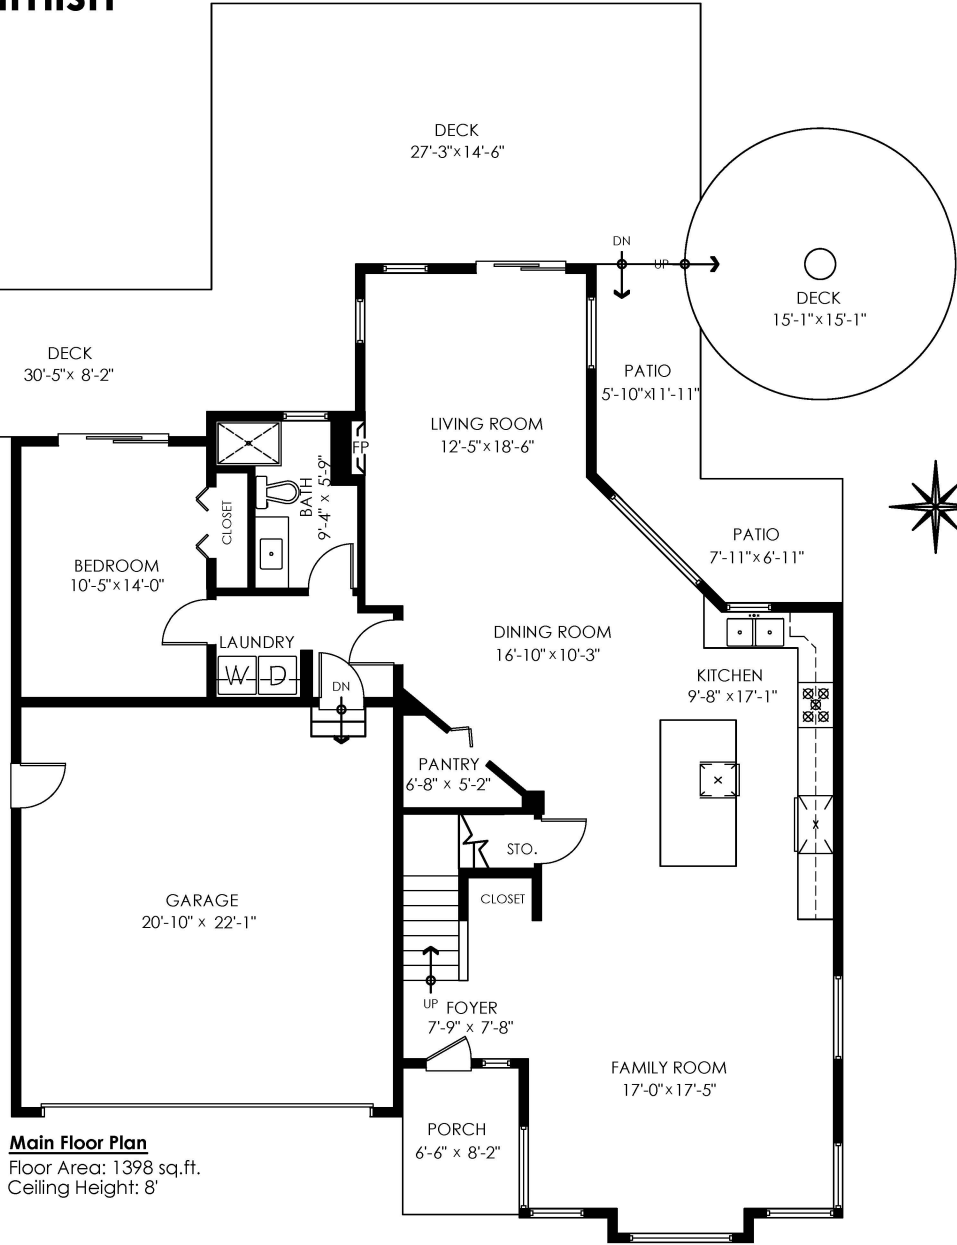 DECK
27'-3"x14'-6"
DN
UP
DECK
15'-1"x15'-1"
DECK
30'-5"x 8'-2"
PATIO
5'-10"x11'-11"
LIVING ROOM
12'-5"x18'-6"
FP
BATH
9'-4" x 5'-9"
CLOSET
PATIO
7'-11"x6'-11"
BEDROOM
10'-5"x14'-0"
LAUNDRY
W D
DN
DINING ROOM
16'-10"x10'-3"
KITCHEN
9'-8" x17'-1"
PANTRY
6'-8" x 5'-2"
STO.
CLOSET
GARAGE
20'-10" x 22'-1"
UP
FOYER
7'-9" x 7'-8"
FAMILY ROOM
17'-0"x17'-5"
PORCH
6'-6" x 8'-2"
Main Floor Plan
Floor Area: 1398 sq.ft.
Ceiling Height: 8'